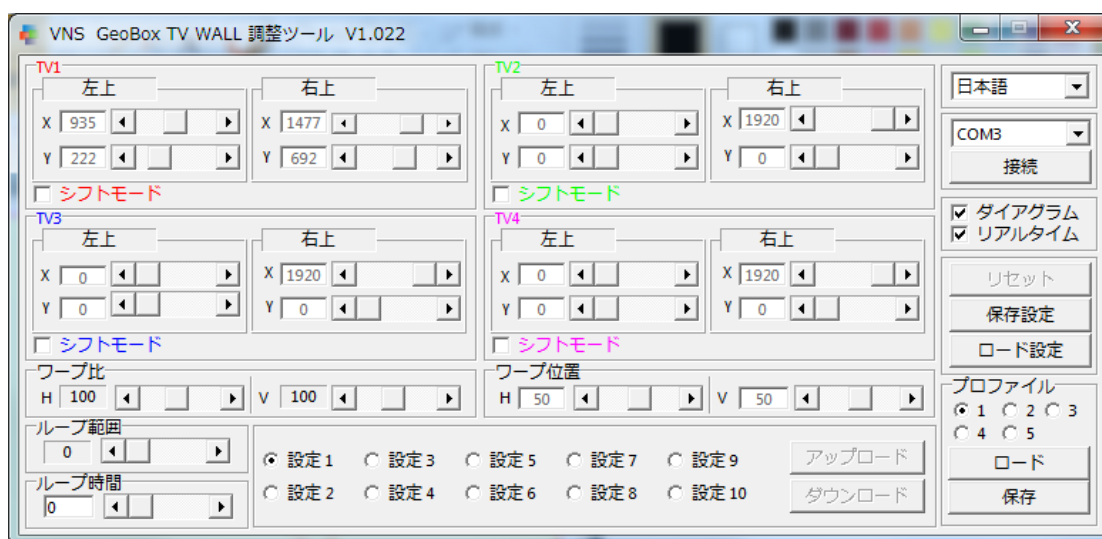 VNS GeoBox TV WALL 調整ツール V1.022
TV1
左上
右上
X 935
X 1477
Y 222
Y 692
シフトモード
TV2
左上
右上
X 0
X 1920
Y 0
Y 0
シフトモード
TV3
左上
右上
X 0
X 1920
Y 0
Y 0
シフトモード
TV4
左上
右上
X 0
X 1920
Y 0
Y 0
シフトモード
ワープ比
H 100
V 100
ワープ位置
H 50
V 50
ループ範囲
0
ループ時間
0
設定1 設定3 設定5 設定7 設定9
設定2 設定4 設定6 設定8 設定10
アップロード
ダウンロード
日本語
COM3
接続
ダイアグラム
リアルタイム
リセット
保存設定
ロード設定
プロファイル
1 2 3
4 5
ロード
保存